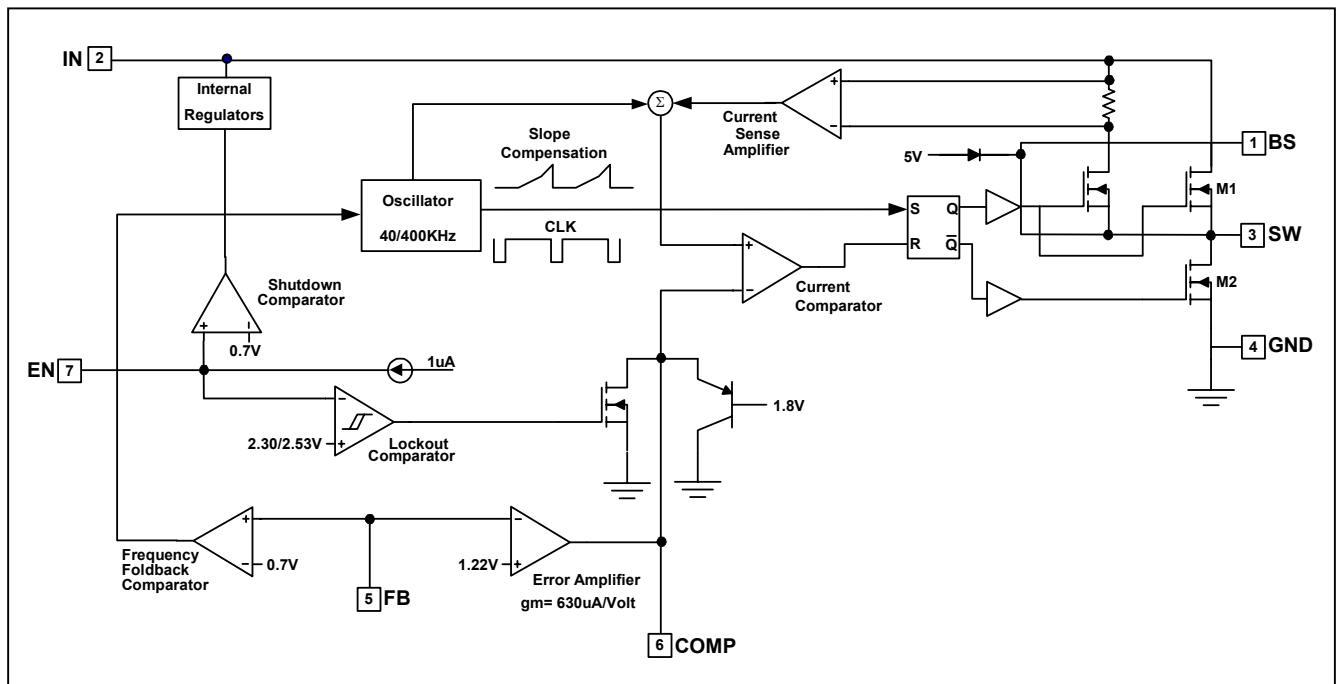 IN 2
Internal
Regulators
Σ
+
−
Current
Sense
Amplifier
Slope
Compensation
5V
1 BS
Oscillator
40/400KHz
CLK
S Q
R Q̅
M1
3 SW
M2
+
−
Current
Comparator
Shutdown
Comparator
+ −
0.7V
4 GND
EN 7
1uA
−
2.30/2.53V +
Lockout
Comparator
1.8V
+
− 0.7V
Frequency
Foldback
Comparator
−
1.22V +
Error Amplifier
gm= 630uA/Volt
5 FB
6 COMP